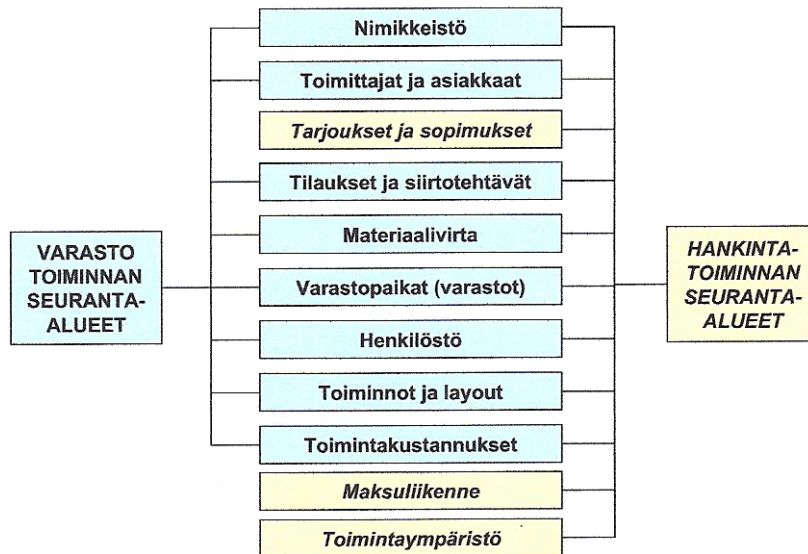 Nimikkeistö
Toimittajat ja asiakkaat
Tarjoukset ja sopimukset
Tilaukset ja siirtotehtävät
Materiaalivirta
Varastopaikat (varastot)
Henkilöstö
Toiminnot ja layout
Toimintakustannukset
Maksuliikenne
Toimintaympäristö
VARASTO
TOIMINNAN
SEURANTA-
ALUEET
HANKINTA-
TOIMINNAN
SEURANTA-
ALUEET